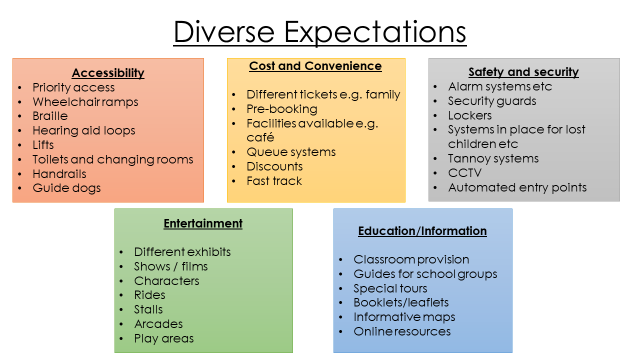 Diverse Expectations
Accessibility
• Priority access
• Wheelchair ramps
• Braille
• Hearing aid loops
• Lifts
• Toilets and changing rooms
• Handrails
• Guide dogs
Cost and Convenience
• Different tickets e.g. family
• Pre-booking
• Facilities available e.g.
café
• Queue systems
• Discounts
• Fast track
Safety and security
• Alarm systems etc
• Security guards
• Lockers
• Systems in place for lost
children etc
• Tannoy systems
• CCTV
• Automated entry points
Entertainment
• Different exhibits
• Shows / films
• Characters
• Rides
• Stalls
• Arcades
• Play areas
Education/Information
• Classroom provision
• Guides for school groups
• Special tours
• Booklets/leaflets
• Informative maps
• Online resources